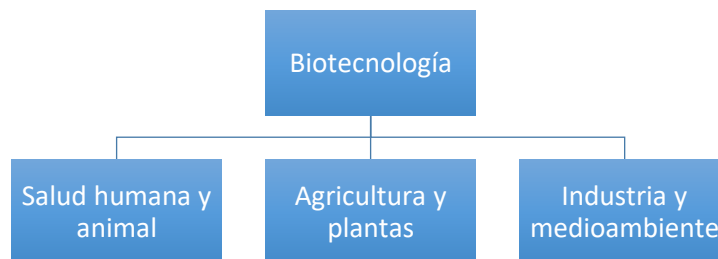 Biotecnología
Salud humana y
animal
Agricultura y
plantas
Industria y
medioambiente